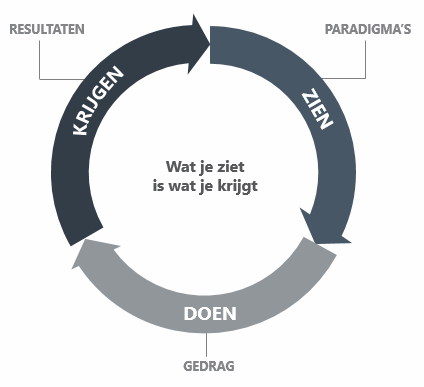 RESULTATEN
PARADIGMA'S
KRIJGEN
ZIEN
Wat je ziet
is wat je krijgt
DOEN
GEDRAG